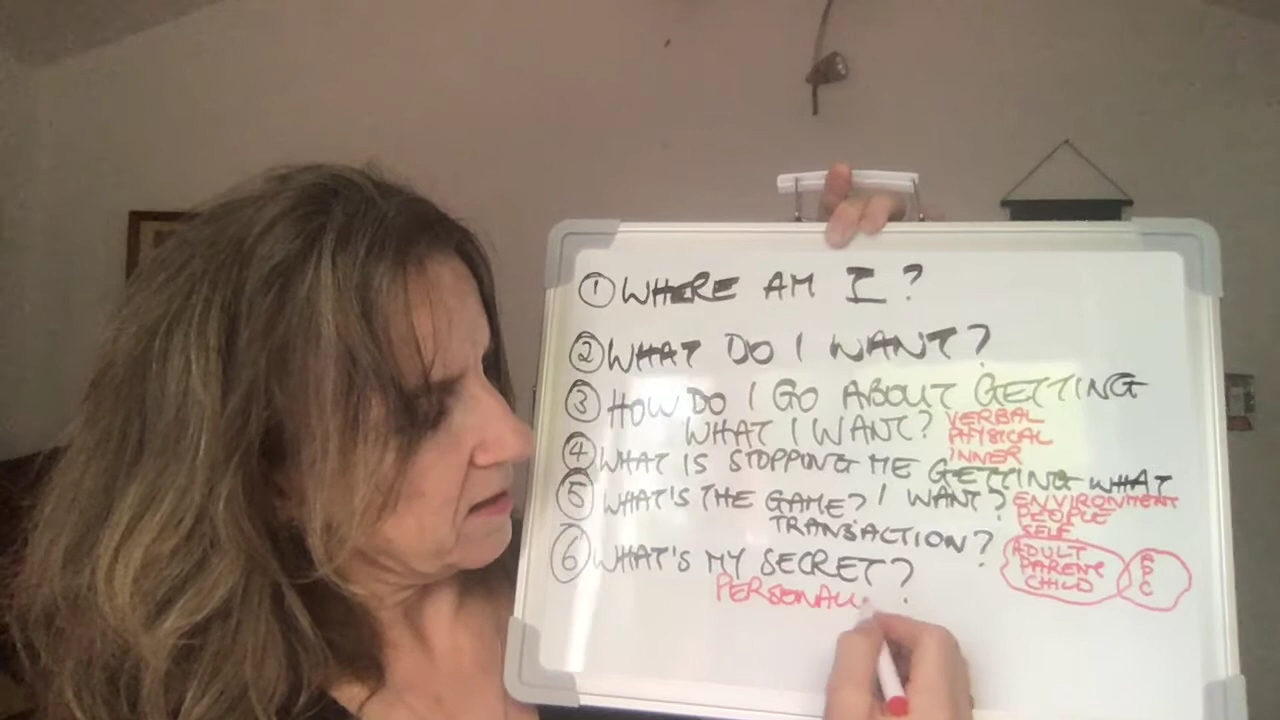 ① WHERE AM I?
② WHAT DO I WANT?
③ HOW DO I GO ABOUT GETTING
WHAT I WANT? VERBAL
PHYSICAL
INNER
④ WHAT IS STOPPING ME GETTING WHAT
I WANT? ENVIRONMENT
PEOPLE
SELF
⑤ WHAT'S THE GAME?
TRANSACTION?
ADULT
PARENT
CHILD
⑥ WHAT'S MY SECRET?
PERSONAL